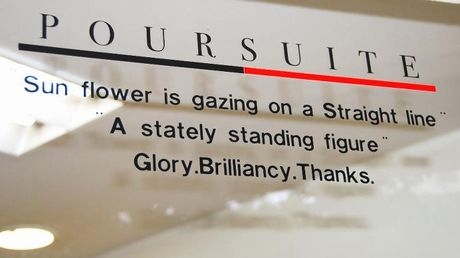 POURSUITE
Sun flower is gazing on a Straight line¨
¨A stately standing figure¨
Glory.Brilliancy.Thanks.